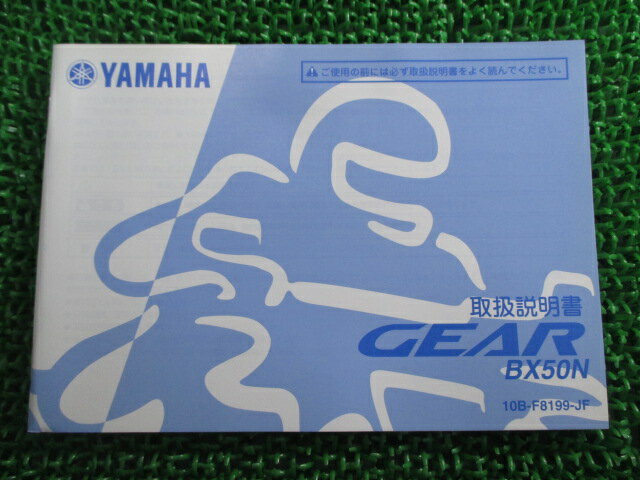 YAMAHA
⚠ご使用の前には必ず取扱説明書をよく読んでください。
取扱説明書
GEAR
BX50N
10B-F8199-JF